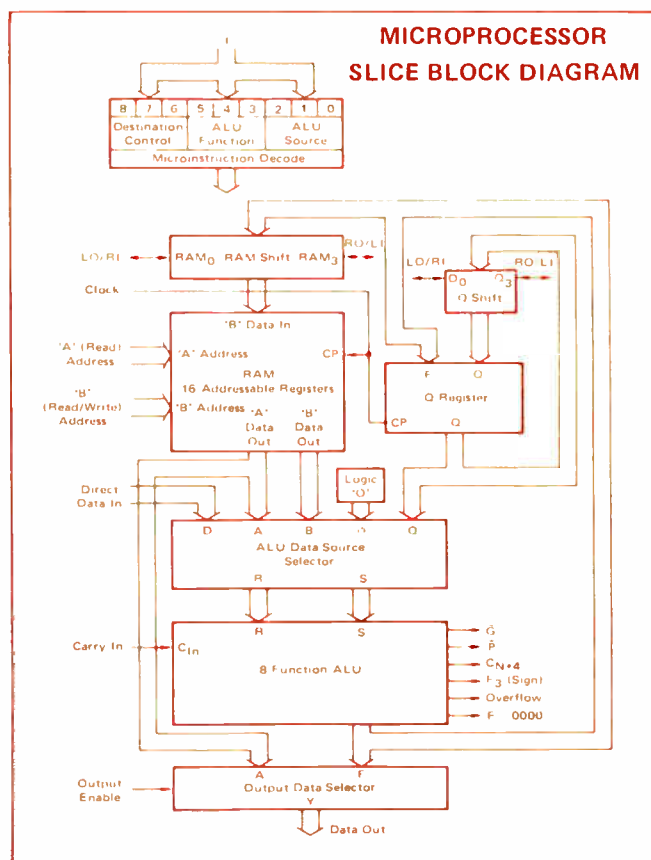 MICROPROCESSOR
SLICE BLOCK DIAGRAM
I
8 7 6 5 4 3 2 1 0
Destination Control
ALU Function
ALU Source
Microinstruction Decode
LO/RI
RAM0 RAM Shift RAM3
RO/LI
LO/RI
Q0 Q3
Q Shift
RO/LI
Clock
"B" Data In
"A" (Read)
Address
"A" Address
CP
RAM
16 Addressable Registers
"B"
(Read/Write)
Address
"B" Address
"A"
Data
Out
"B"
Data
Out
F Q
Q Register
CP Q
Direct
Data In
Logic
"0"
D A B 0 Q
ALU Data Source
Selector
R S
R S
Carry In
CIn
8 Function ALU
G̅
P̅
CN+4
F3 (Sign)
Overflow
F 0000
A F
Output
Enable
Output Data Selector
Y
Data Out